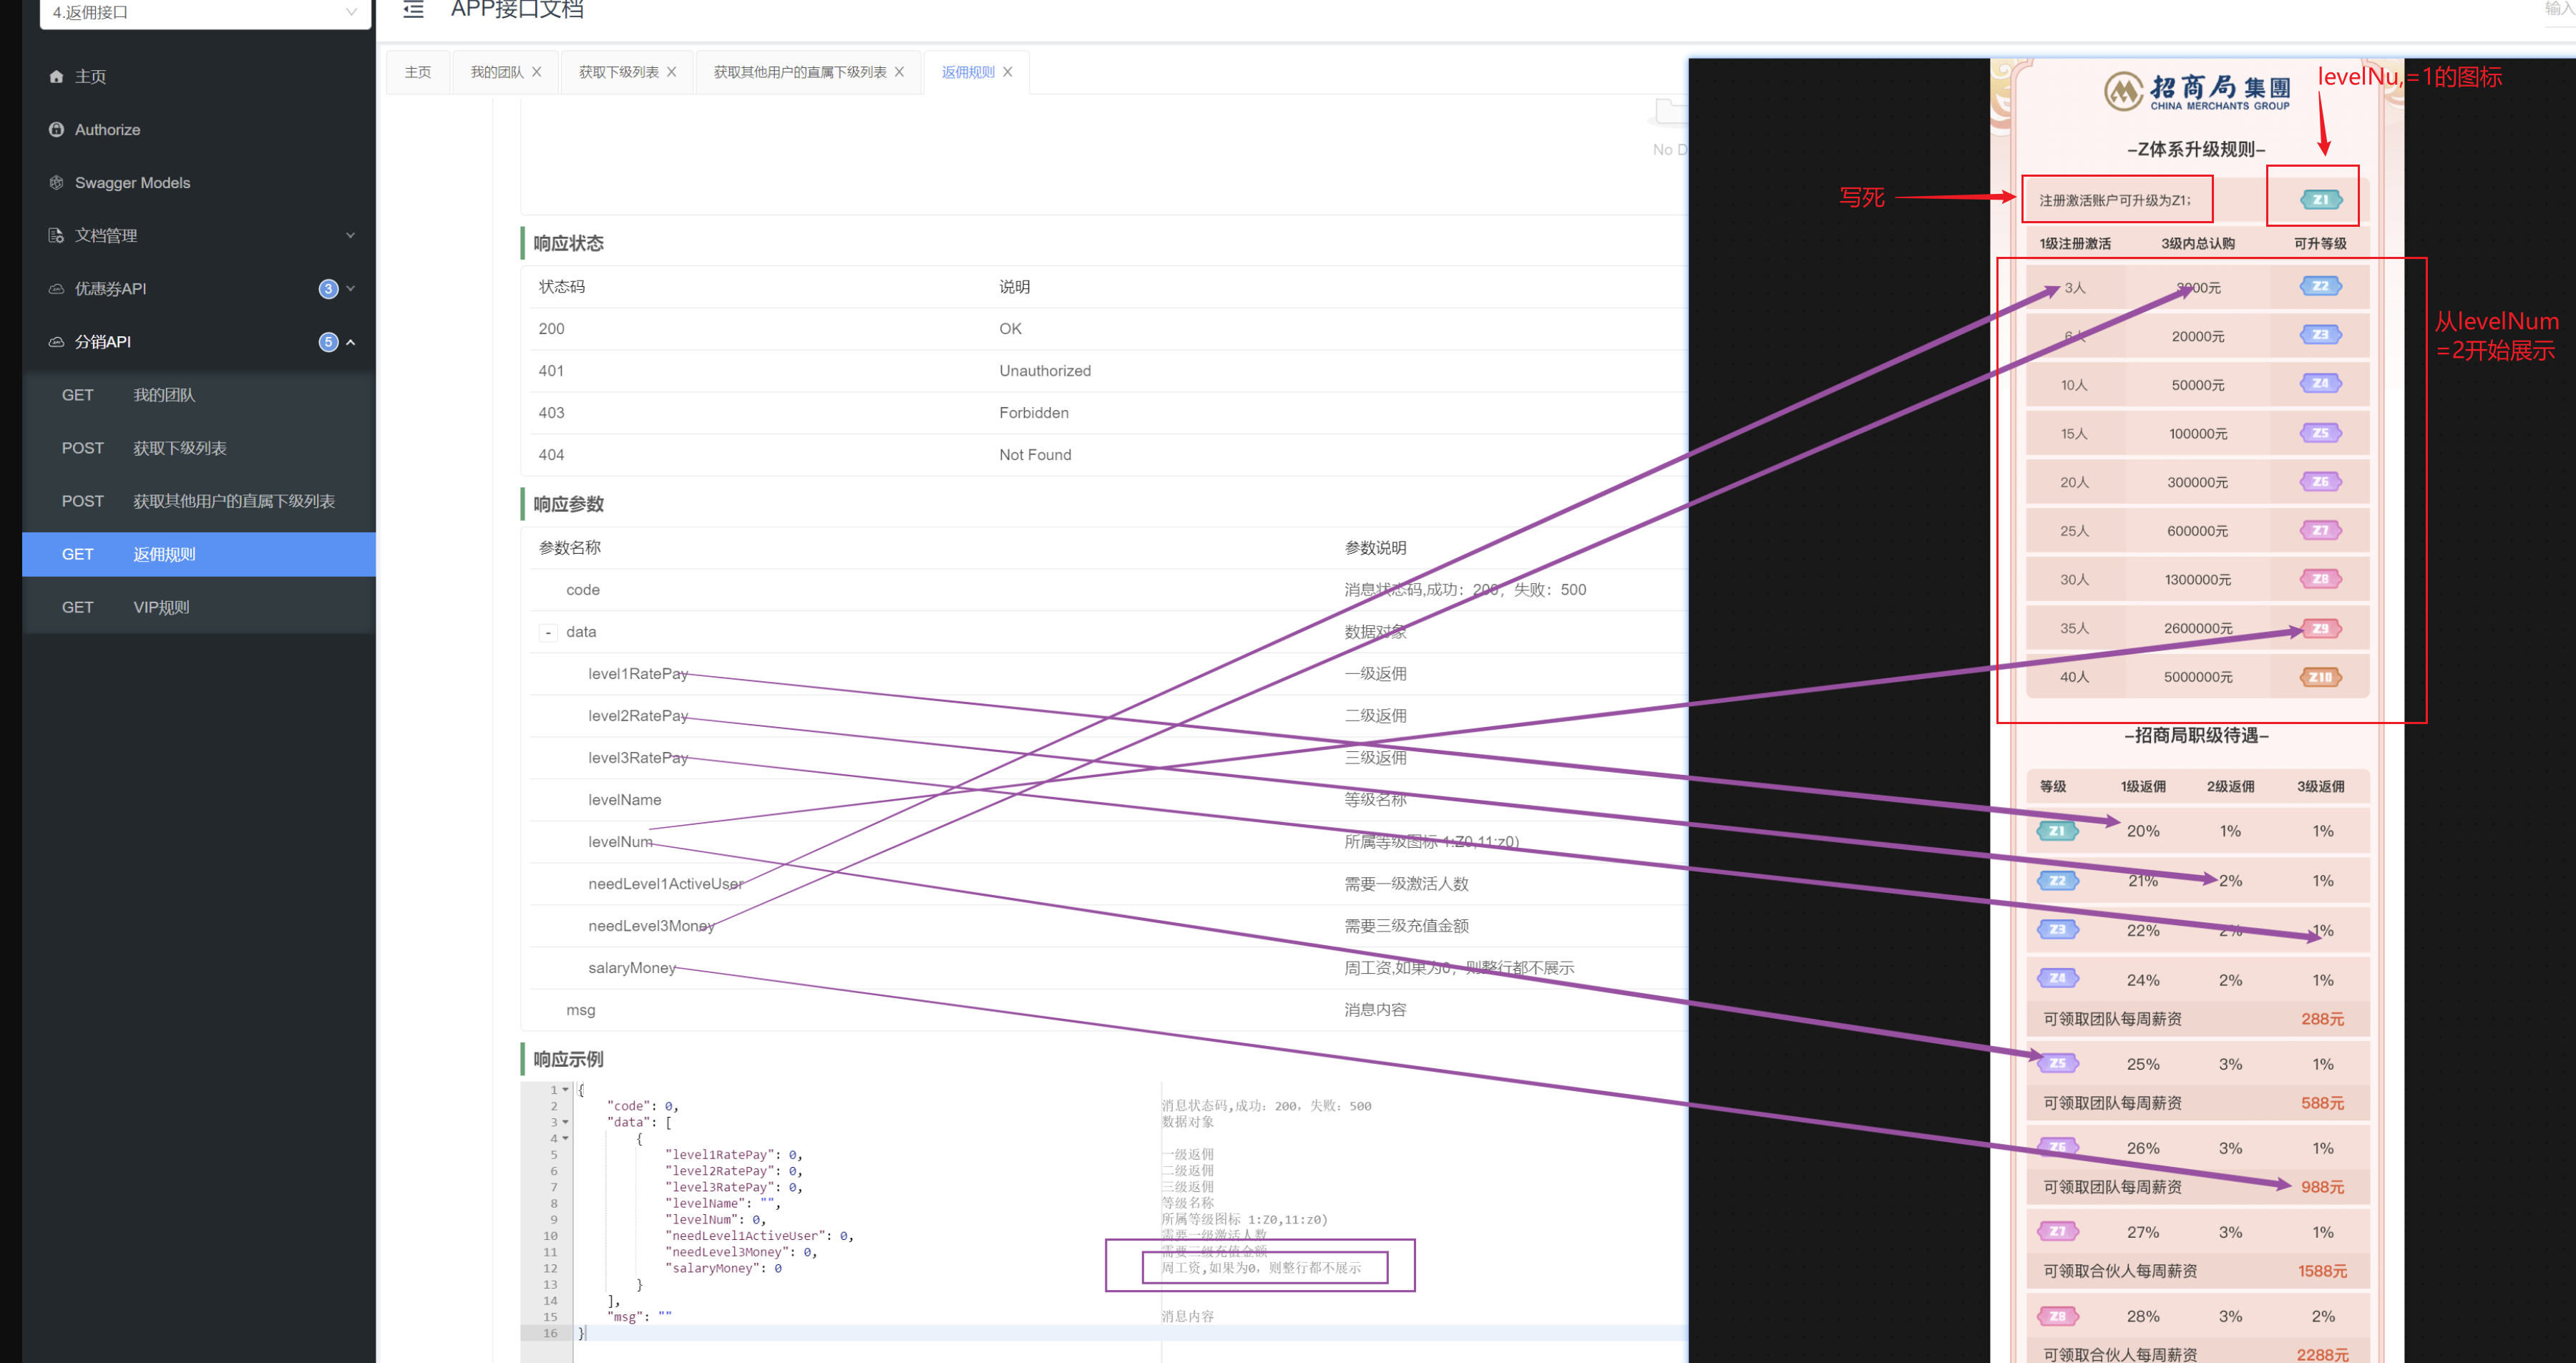 4.返佣接口
主页
Authorize
Swagger Models
文档管理
优惠券API 3
分销API 5
GET 我的团队
POST 获取下级列表
POST 获取其他用户的直属下级列表
GET 返佣规则
GET VIP规则
APP接口文档
输入
主页 我的团队 获取下级列表 获取其他用户的直属下级列表 返佣规则
No D
响应状态
状态码 说明
200 OK
401 Unauthorized
403 Forbidden
404 Not Found
响应参数
参数名称 参数说明
code 消息状态码,成功：200，失败：500
- data 数据对象
level1RatePay 一级返佣
level2RatePay 二级返佣
level3RatePay 三级返佣
levelName 等级名称
levelNum 所属等级图标 1:Z0,11:z0)
needLevel1ActiveUser 需要一级激活人数
needLevel3Money 需要三级充值金额
salaryMoney 周工资,如果为0，则整行都不展示
msg 消息内容
响应示例
1 {
2 "code": 0, 消息状态码,成功：200，失败：500
3 "data": [ 数据对象
4 {
5 "level1RatePay": 0, 一级返佣
6 "level2RatePay": 0, 二级返佣
7 "level3RatePay": 0, 三级返佣
8 "levelName": "", 等级名称
9 "levelNum": 0, 所属等级图标 1:Z0,11:z0)
10 "needLevel1ActiveUser": 0, 需要一级激活人数
11 "needLevel3Money": 0, 需要三级充值金额
12 "salaryMoney": 0 周工资,如果为0，则整行都不展示
13 }
14 ],
15 "msg": "" 消息内容
16 }
招商局集團
CHINA MERCHANTS GROUP
levelNu,=1的图标
–Z体系升级规则–
写死
注册激活账户可升级为Z1； Z1
1级注册激活 3级内总认购 可升等级
3人 3000元 Z2
6人 20000元 Z3
10人 50000元 Z4
15人 100000元 Z5
20人 300000元 Z6
25人 600000元 Z7
30人 1300000元 Z8
35人 2600000元 Z9
40人 5000000元 Z10
从levelNum
=2开始展示
–招商局职级待遇–
等级 1级返佣 2级返佣 3级返佣
Z1 20% 1% 1%
Z2 21% 2% 1%
Z3 22% 2% 1%
Z4 24% 2% 1%
可领取团队每周薪资 288元
Z5 25% 3% 1%
可领取团队每周薪资 588元
Z6 26% 3% 1%
可领取团队每周薪资 988元
Z7 27% 3% 1%
可领取合伙人每周薪资 1588元
Z8 28% 3% 2%
可领取合伙人每周薪资 2288元